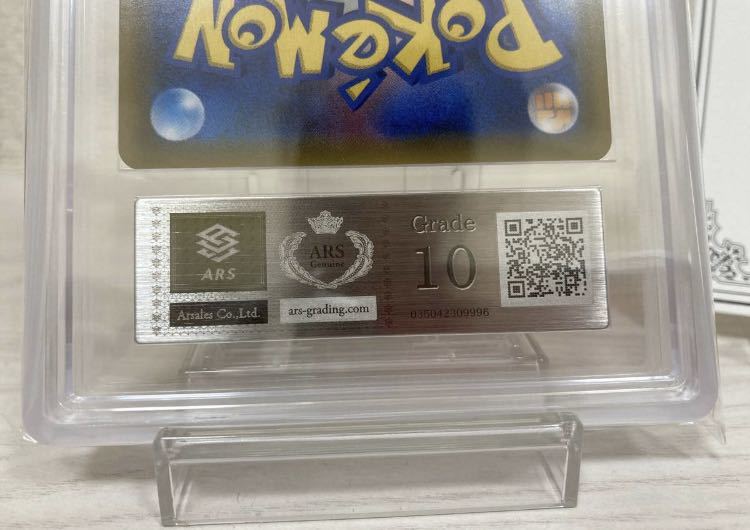 POKéMON
ARS
ARS
Genuine
Grade
10
Arsales Co.,Ltd.
ars-grading.com
035042309996